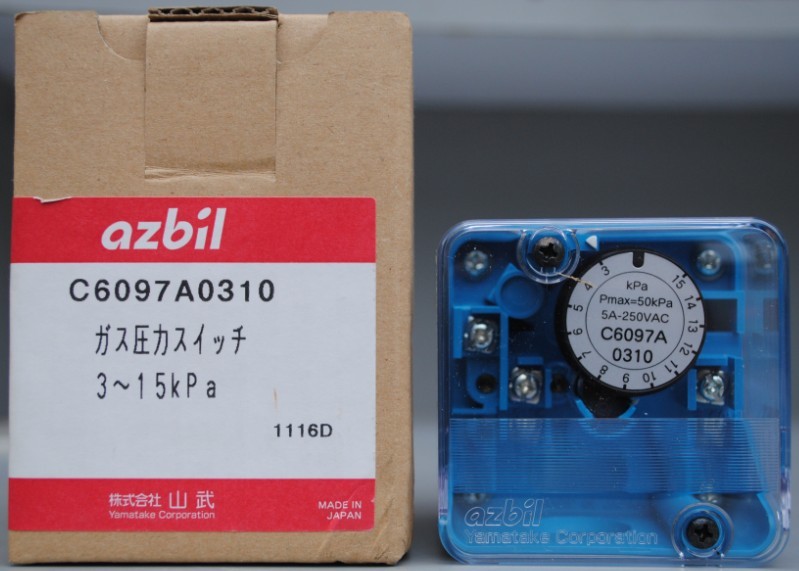 azbil
C6097A0310
ガス圧力スイッチ
3～15kPa
1116D
株式会社 山武
Yamatake Corporation
MADE IN
JAPAN
3 4 5 6 7 8 9 10 11 12 13 14 15
kPa
Pmax=50kPa
5A-250VAC
C6097A
0310
azbil
Yamatake Corporation